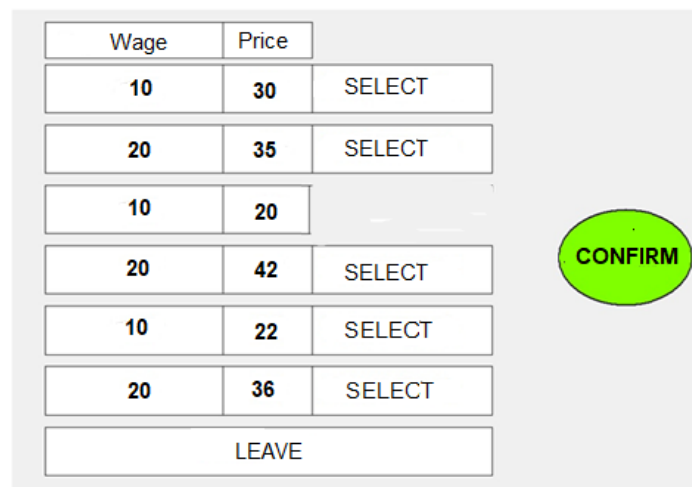 Wage Price
10 30 SELECT
20 35 SELECT
10 20
20 42 SELECT
CONFIRM
10 22 SELECT
20 36 SELECT
LEAVE